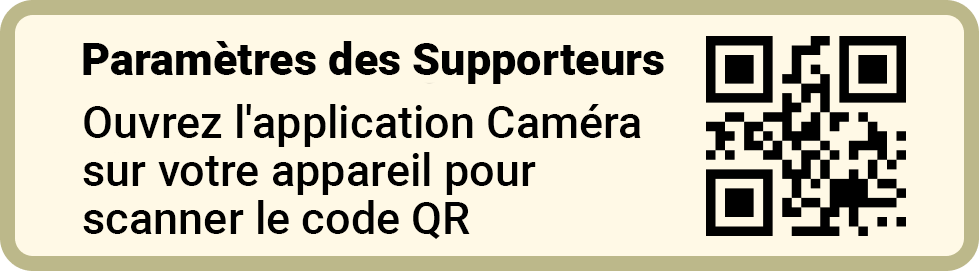 Paramètres des Supporteurs
Ouvrez l'application Caméra
sur votre appareil pour
scanner le code QR